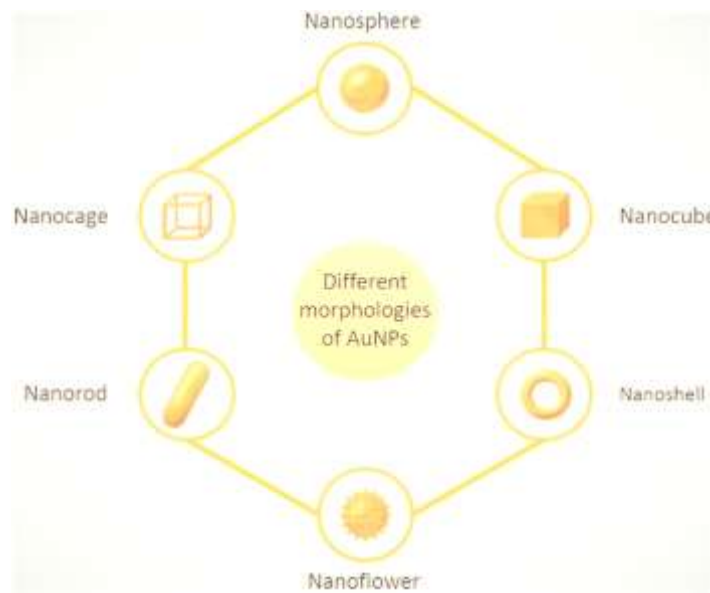 Nanosphere
Nanocage
Nanocube
Different
morphologies
of AuNPs
Nanorod
Nanoshell
Nanoflower